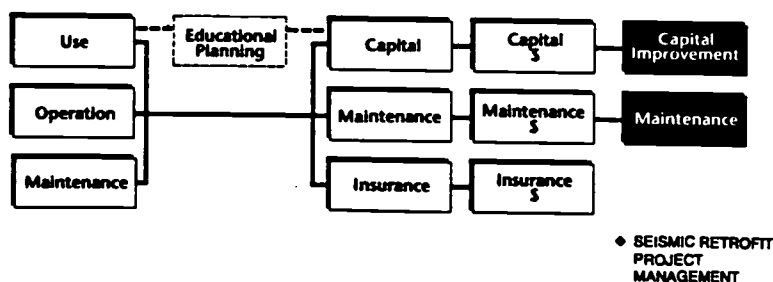 Use
Educational
Planning
Capital
Capital
$
Capital
Improvement
Operation
Maintenance
Maintenance
$
Maintenance
Maintenance
Insurance
Insurance
$
◆ SEISMIC RETROFIT
PROJECT
MANAGEMENT